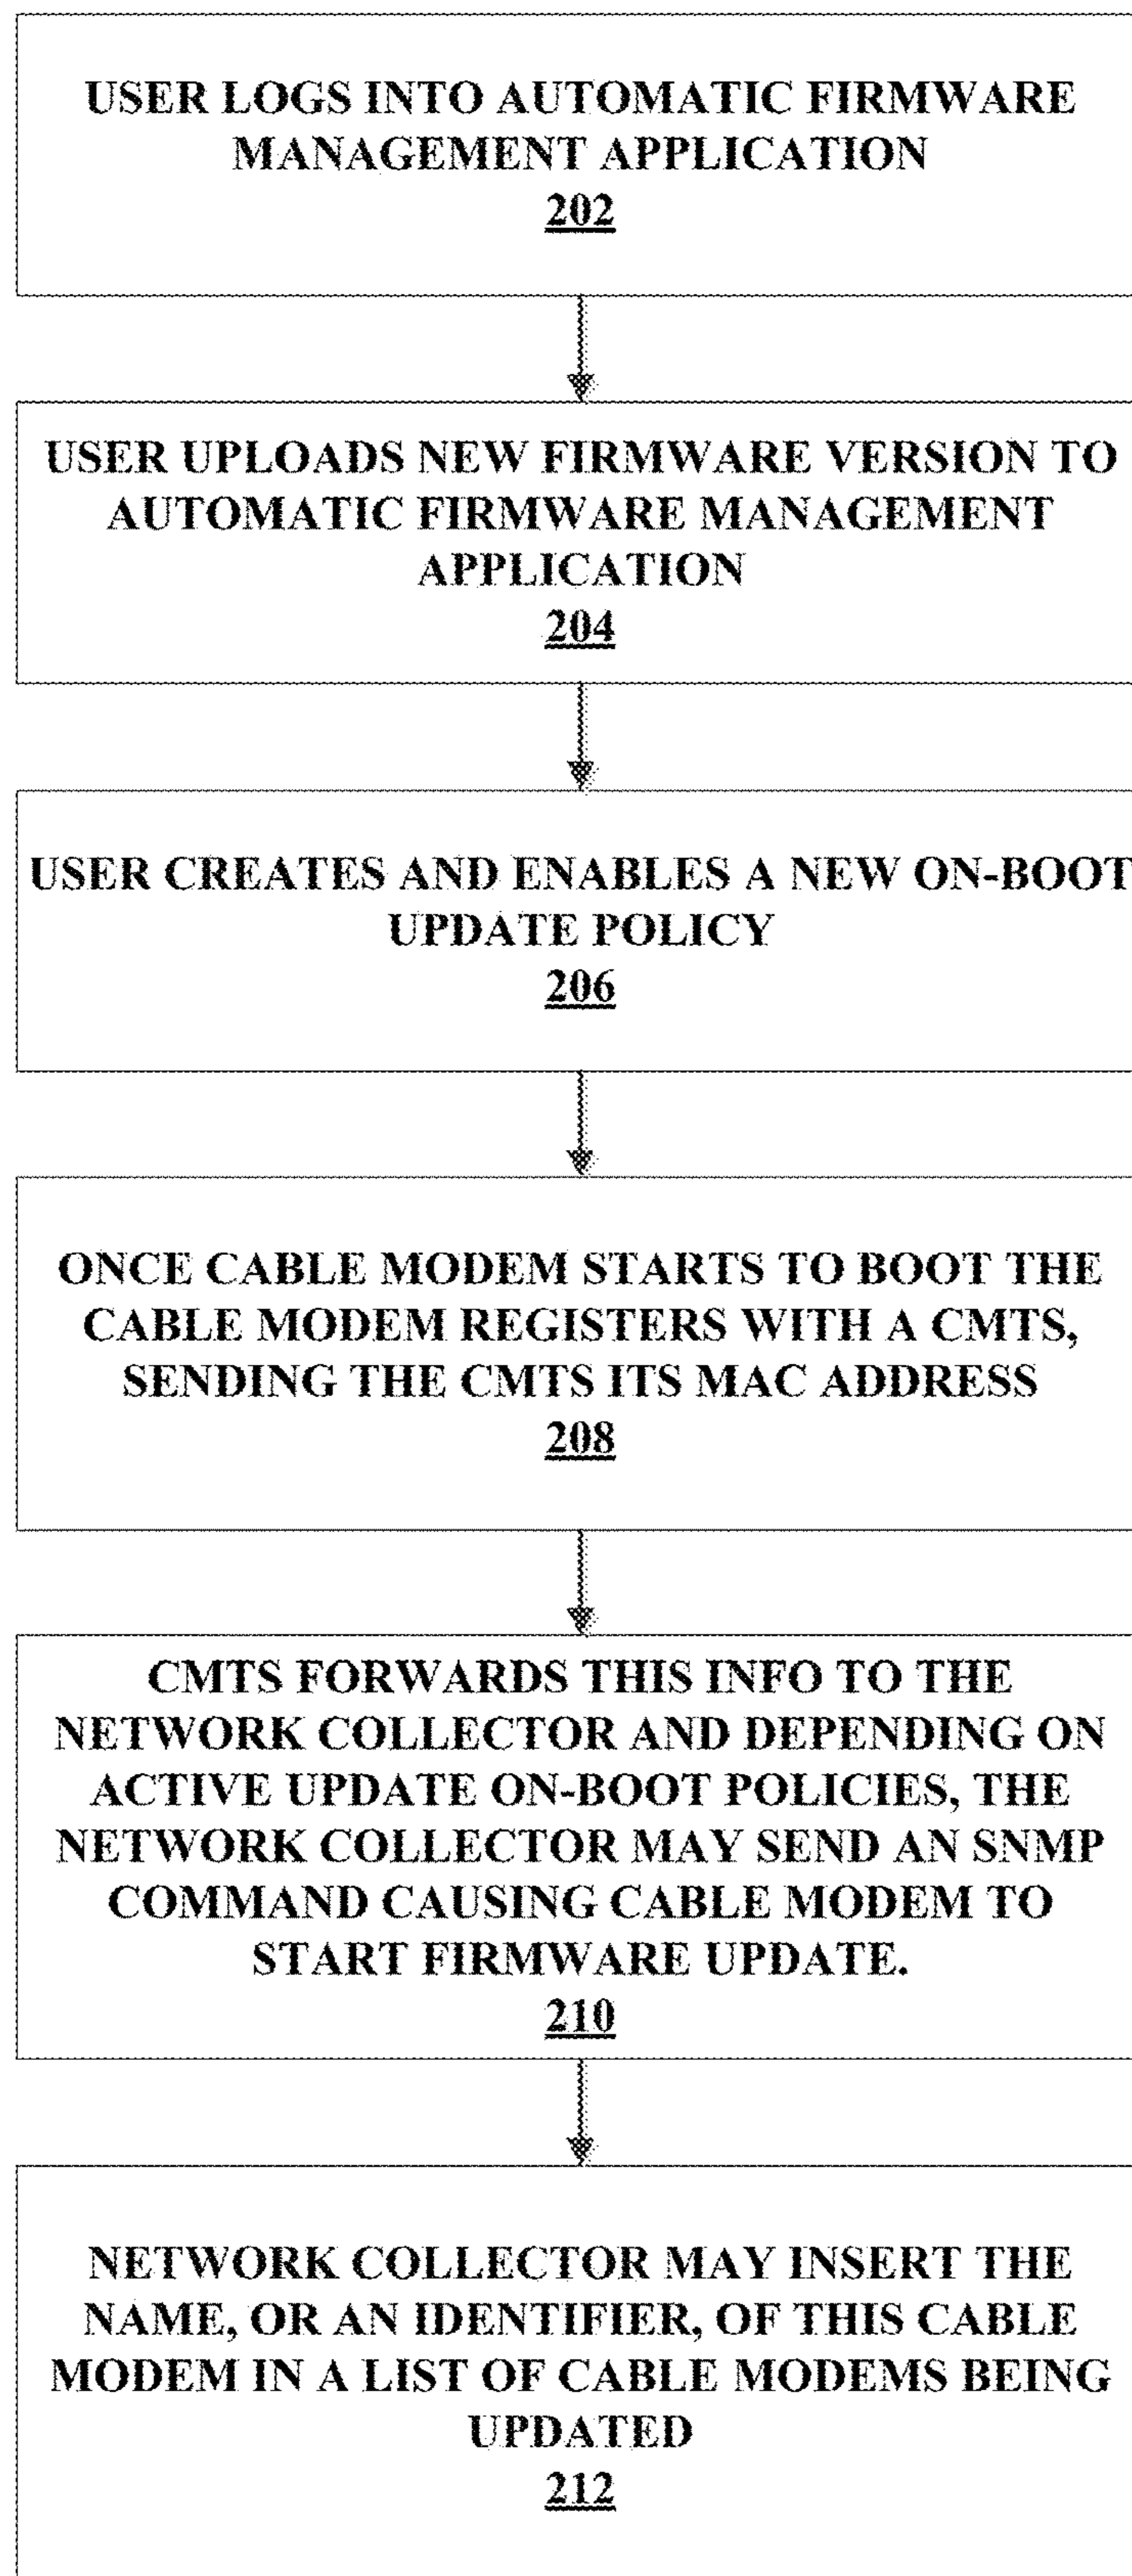 USER LOGS INTO AUTOMATIC FIRMWARE
MANAGEMENT APPLICATION
202
USER UPLOADS NEW FIRMWARE VERSION TO
AUTOMATIC FIRMWARE MANAGEMENT
APPLICATION
204
USER CREATES AND ENABLES A NEW ON-BOOT
UPDATE POLICY
206
ONCE CABLE MODEM STARTS TO BOOT THE
CABLE MODEM REGISTERS WITH A CMTS,
SENDING THE CMTS ITS MAC ADDRESS
208
CMTS FORWARDS THIS INFO TO THE
NETWORK COLLECTOR AND DEPENDING ON
ACTIVE UPDATE ON-BOOT POLICIES, THE
NETWORK COLLECTOR MAY SEND AN SNMP
COMMAND CAUSING CABLE MODEM TO
START FIRMWARE UPDATE.
210
NETWORK COLLECTOR MAY INSERT THE
NAME, OR AN IDENTIFIER, OF THIS CABLE
MODEM IN A LIST OF CABLE MODEMS BEING
UPDATED
212